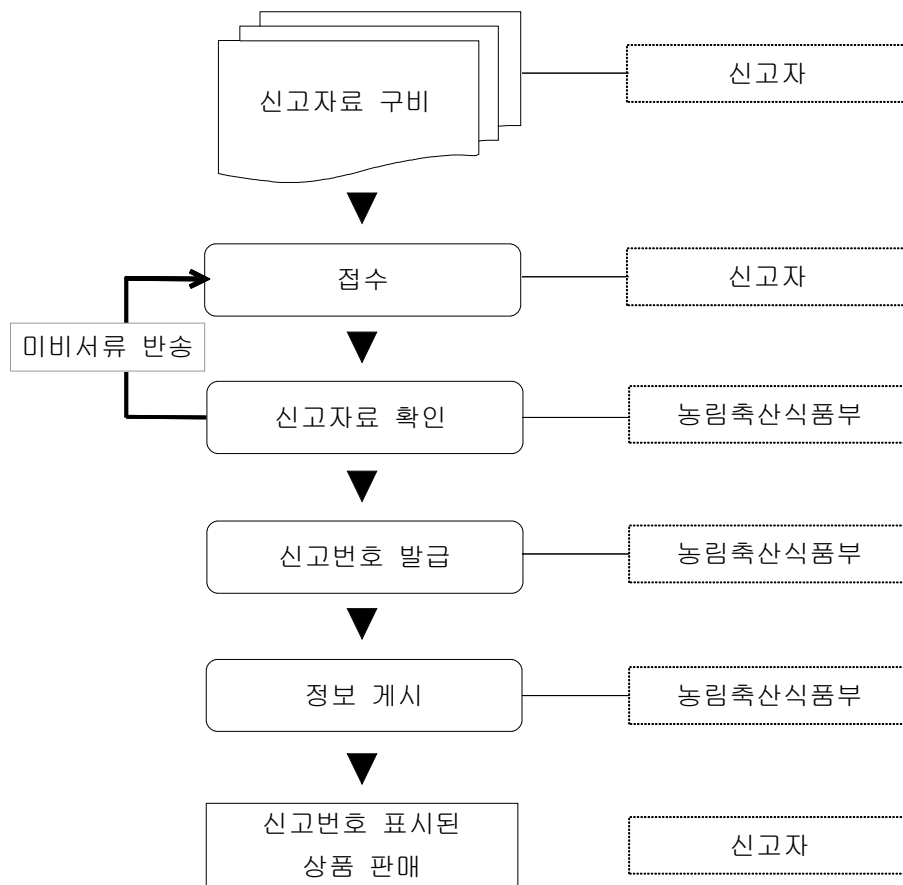 신고자료 구비
신고자
접수
신고자
미비서류 반송
신고자료 확인
농림축산식품부
신고번호 발급
농림축산식품부
정보 게시
농림축산식품부
신고번호 표시된
상품 판매
신고자